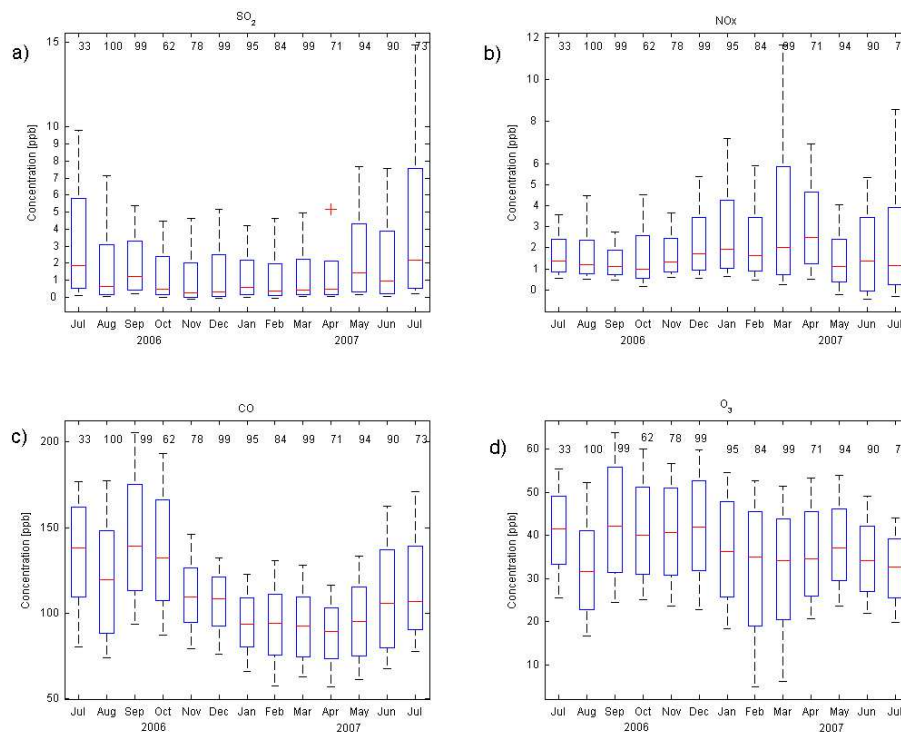 SO2
a)
33 100 99 62 78 99 95 84 99 71 94 90 73
15
10
9
8
7
6
5
4
3
2
1
0
Concentration [ppb]
Jul Aug Sep Oct Nov Dec Jan Feb Mar Apr May Jun Jul
2006 2007
NOx
b)
33 100 99 62 78 99 95 84 99 71 94 90 7
12
10
8
6
5
4
3
2
1
0
Concentration [ppb]
Jul Aug Sep Oct Nov Dec Jan Feb Mar Apr May Jun Jul
2006 2007
CO
c)
33 100 99 62 78 99 95 84 99 71 94 90 73
200
150
100
50
Concentration [ppb]
Jul Aug Sep Oct Nov Dec Jan Feb Mar Apr May Jun Jul
2006 2007
O3
d)
33 100 99 62 78 99 95 84 99 71 94 90 7
60
50
40
30
20
10
Concentration [ppb]
Jul Aug Sep Oct Nov Dec Jan Feb Mar Apr May Jun Jul
2006 2007